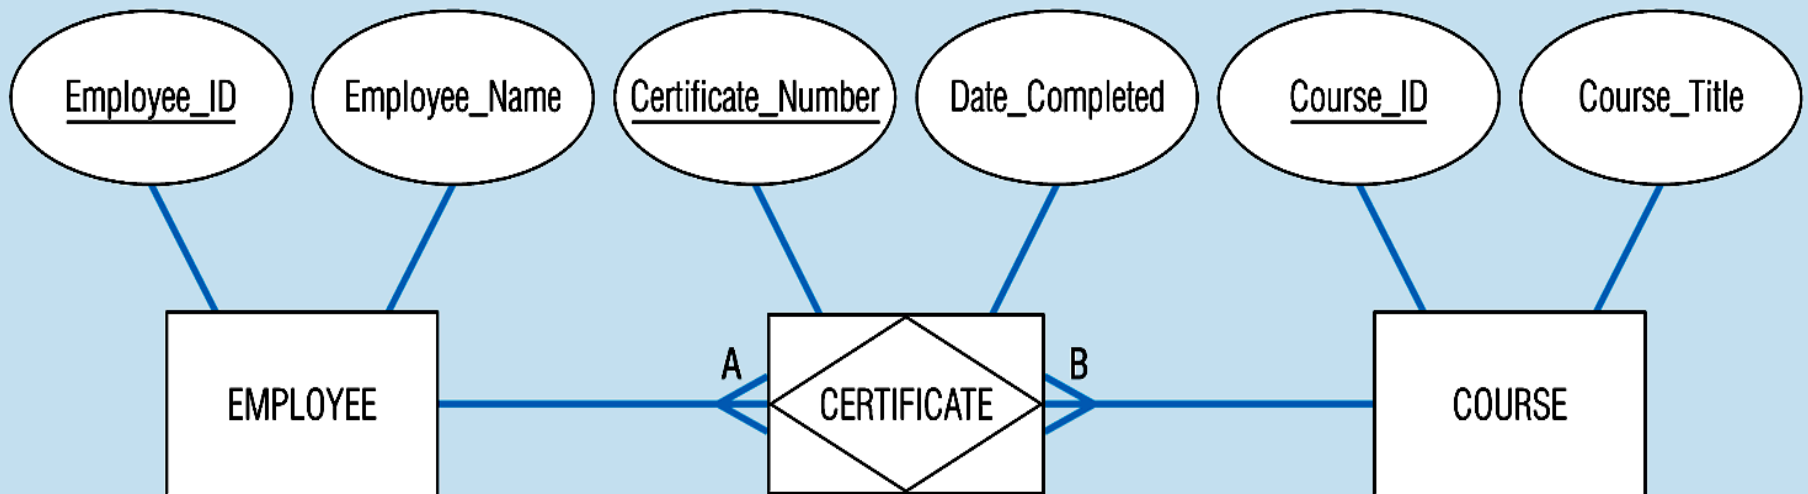 Employee_ID
Employee_Name
Certificate_Number
Date_Completed
Course_ID
Course_Title
A
B
EMPLOYEE
CERTIFICATE
COURSE